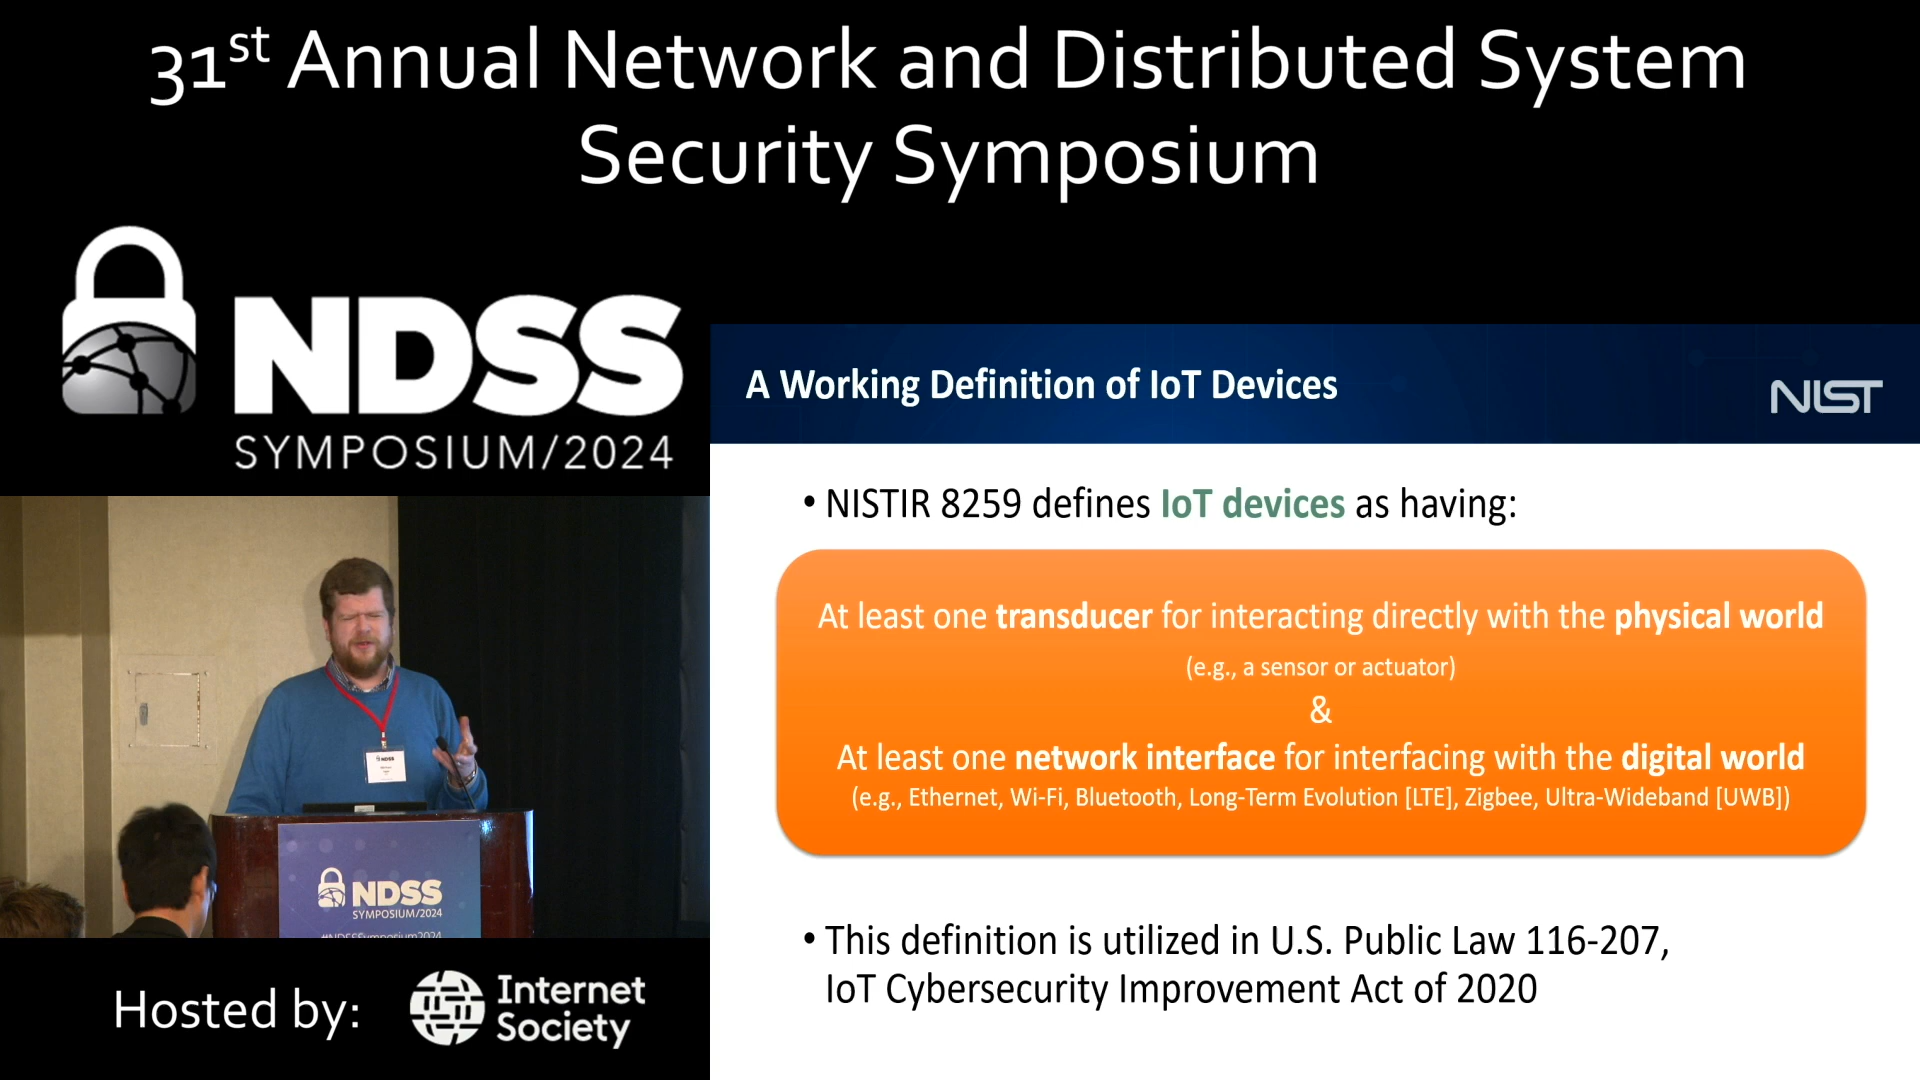 31st Annual Network and Distributed System
Security Symposium
NDSS
SYMPOSIUM/2024
A Working Definition of IoT Devices
NIST
• NISTIR 8259 defines IoT devices as having:
At least one transducer for interacting directly with the physical world
(e.g., a sensor or actuator)
&
At least one network interface for interfacing with the digital world
(e.g., Ethernet, Wi-Fi, Bluetooth, Long-Term Evolution [LTE], Zigbee, Ultra-Wideband [UWB])
• This definition is utilized in U.S. Public Law 116-207,
IoT Cybersecurity Improvement Act of 2020
NDSS
NDSS
SYMPOSIUM/2024
#NDSSSymposium2024
Hosted by:
Internet
Society